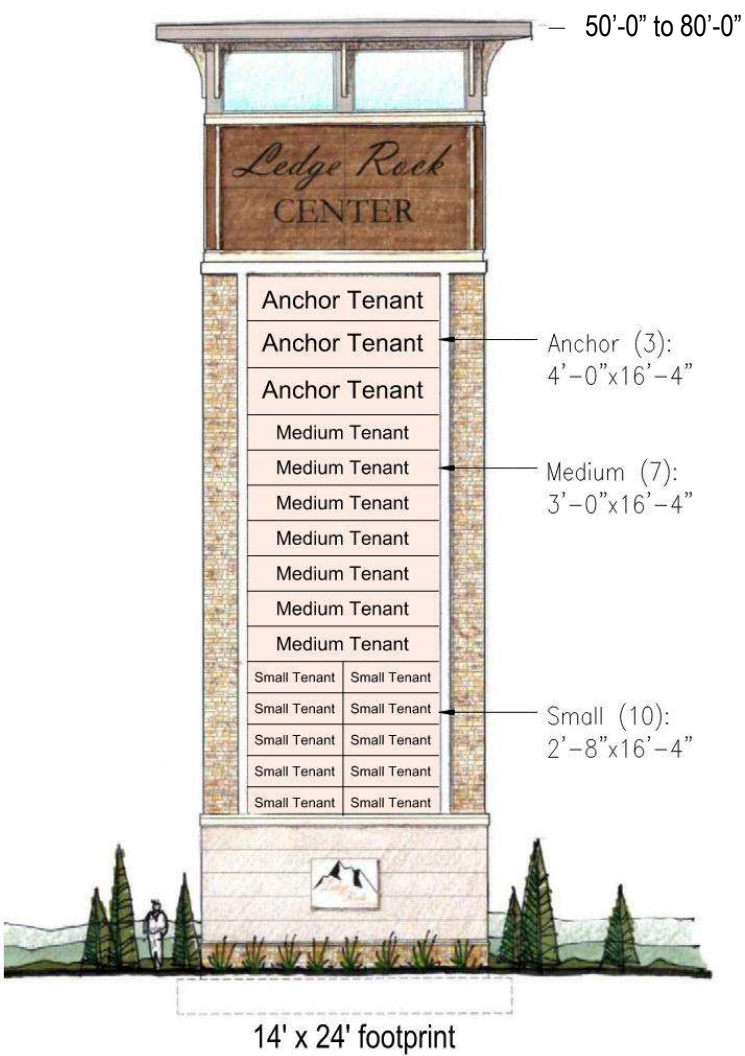 50'-0" to 80'-0"
Ledge Rock
CENTER
Anchor Tenant
Anchor Tenant
Anchor Tenant
Medium Tenant
Medium Tenant
Medium Tenant
Medium Tenant
Medium Tenant
Medium Tenant
Medium Tenant
Small Tenant Small Tenant
Small Tenant Small Tenant
Small Tenant Small Tenant
Small Tenant Small Tenant
Small Tenant Small Tenant
Anchor (3):
4'-0"x16'-4"
Medium (7):
3'-0"x16'-4"
Small (10):
2'-8"x16'-4"
14' x 24' footprint